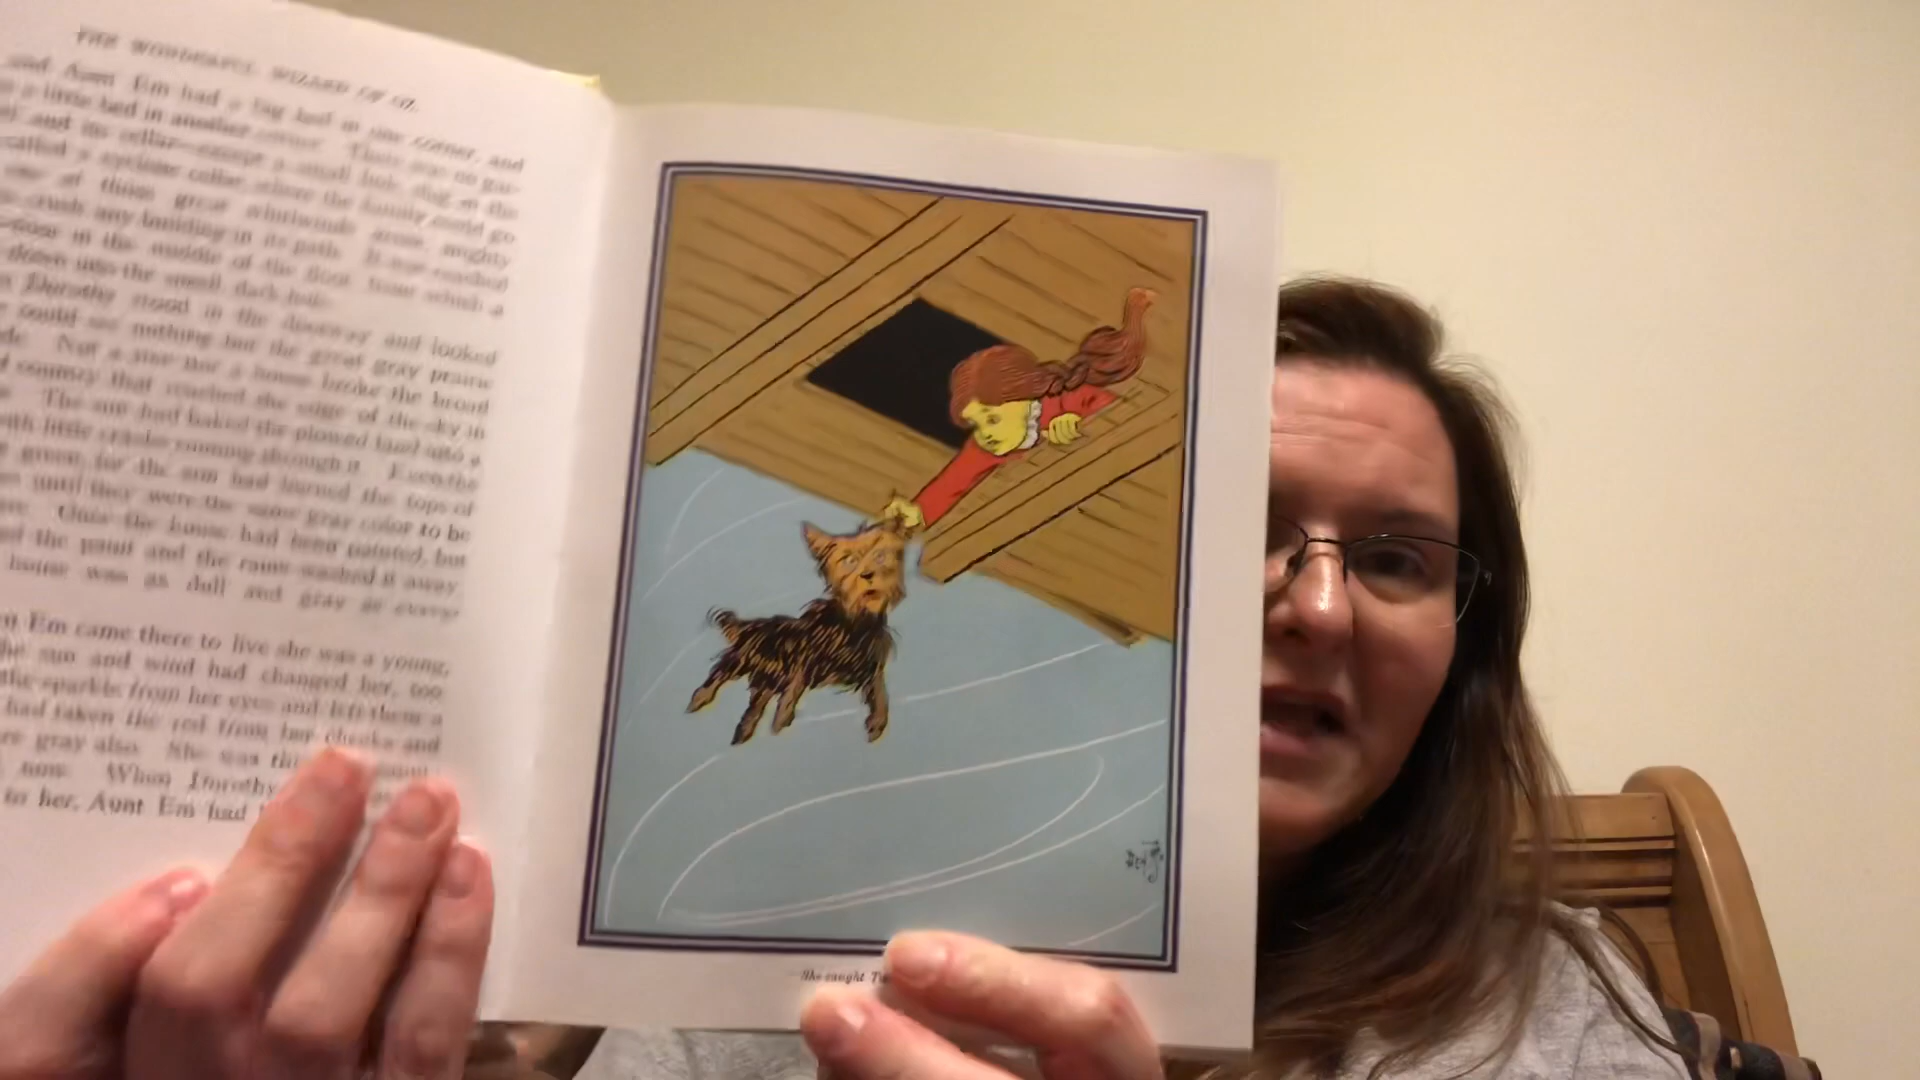 THE WONDERFUL WIZARD OF OZ.
and Aunt Em had a big bed in one corner, and
a little bed in another corner. There was no gar-
and no cellar—except a small hole, dug in the
called a cyclone cellar, where the family could go
one of those great whirlwinds arose, mighty
crush any building in its path. It was reached
door in the middle of the floor, from which a
down into the small, dark hole.
Dorothy stood in the doorway and looked
could see nothing but the great gray prairie
Not a tree nor a house broke the broad
country that reached the edge of the sky in
The sun had baked the plowed land into a
with little cracks running through it. Even the
green, for the sun had burned the tops of
until they were the same gray color to be
Once the house had been painted, but
the paint and the rains washed it away
house was as dull and gray as every-
Em came there to live she was a young,
sun and wind had changed her, too
the sparkle from her eyes and left them a
had taken the red from her cheeks and
gray also. She was thin
now. When Dorothy
to her, Aunt Em had
She caught